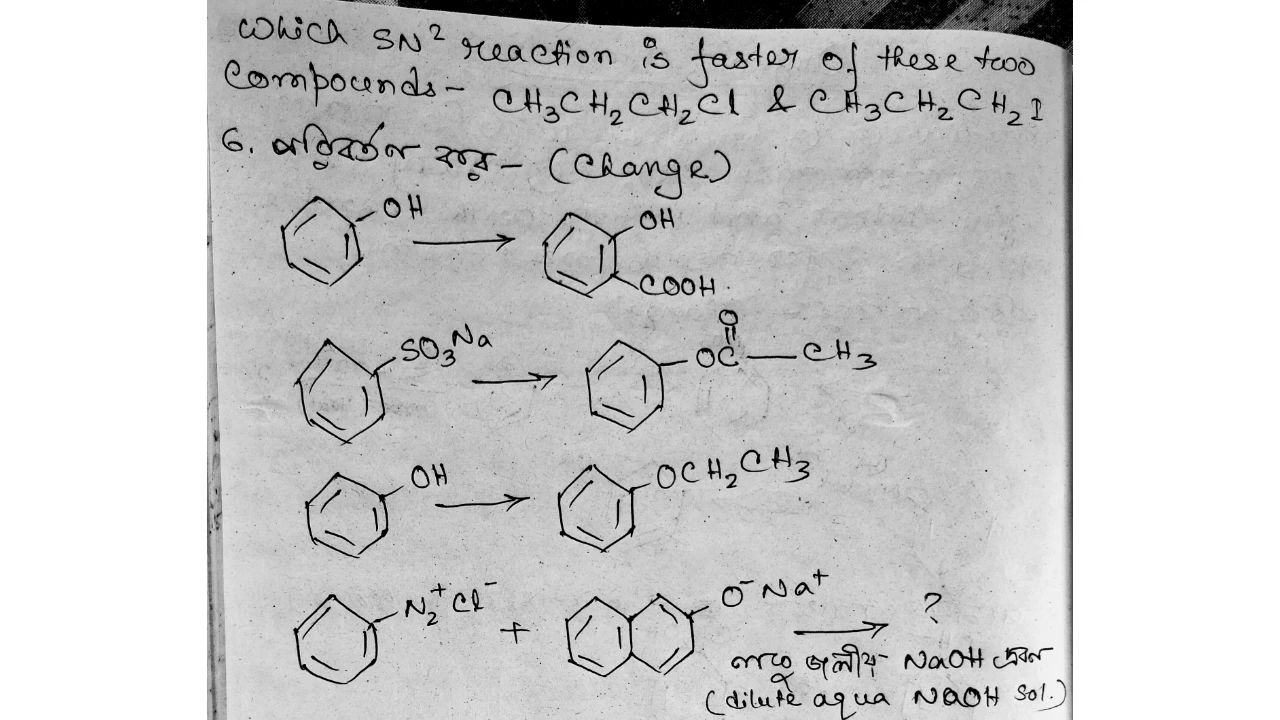 Which SN² reaction is faster of these two
Compounds- CH₃CH₂CH₂Cl & CH₃CH₂CH₂I
6. পরিবর্তন কর- (Change)
OH → OH
COOH.
SO₃Na → OC(=O)—CH₃
OH → OCH₂CH₃
N₂⁺Cl⁻ + O⁻Na⁺ → ?
লঘু জলীয়- NaOH দ্রবণ
(dilute aqua NaOH sol.)